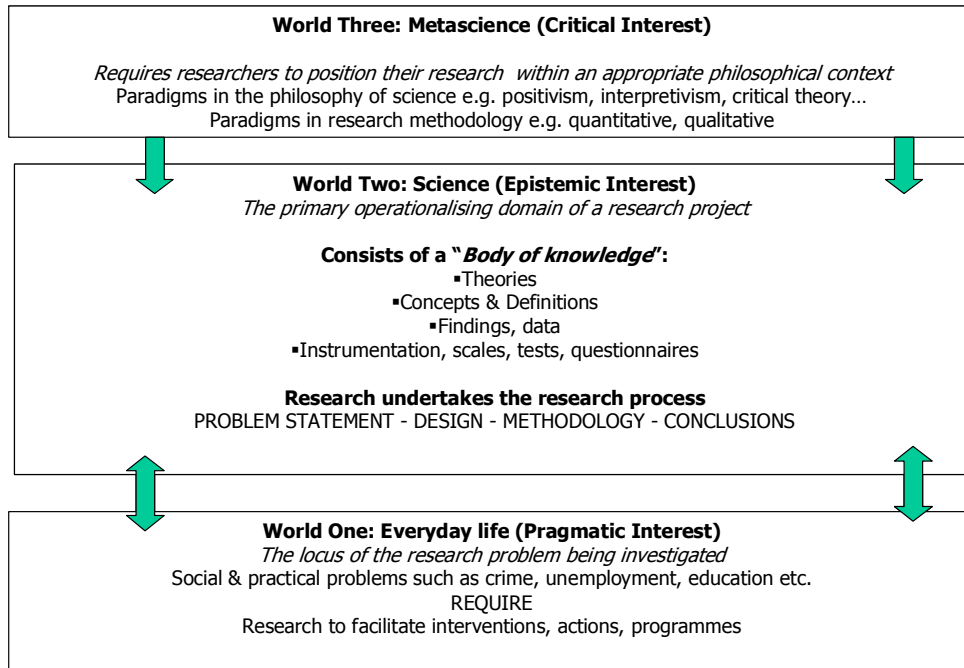 World Three: Metascience (Critical Interest)
Requires researchers to position their research within an appropriate philosophical context
Paradigms in the philosophy of science e.g. positivism, interpretivism, critical theory…
Paradigms in research methodology e.g. quantitative, qualitative
World Two: Science (Epistemic Interest)
The primary operationalising domain of a research project
Consists of a “Body of knowledge”:
▪Theories
▪Concepts & Definitions
▪Findings, data
▪Instrumentation, scales, tests, questionnaires
Research undertakes the research process
PROBLEM STATEMENT - DESIGN - METHODOLOGY - CONCLUSIONS
World One: Everyday life (Pragmatic Interest)
The locus of the research problem being investigated
Social & practical problems such as crime, unemployment, education etc.
REQUIRE
Research to facilitate interventions, actions, programmes